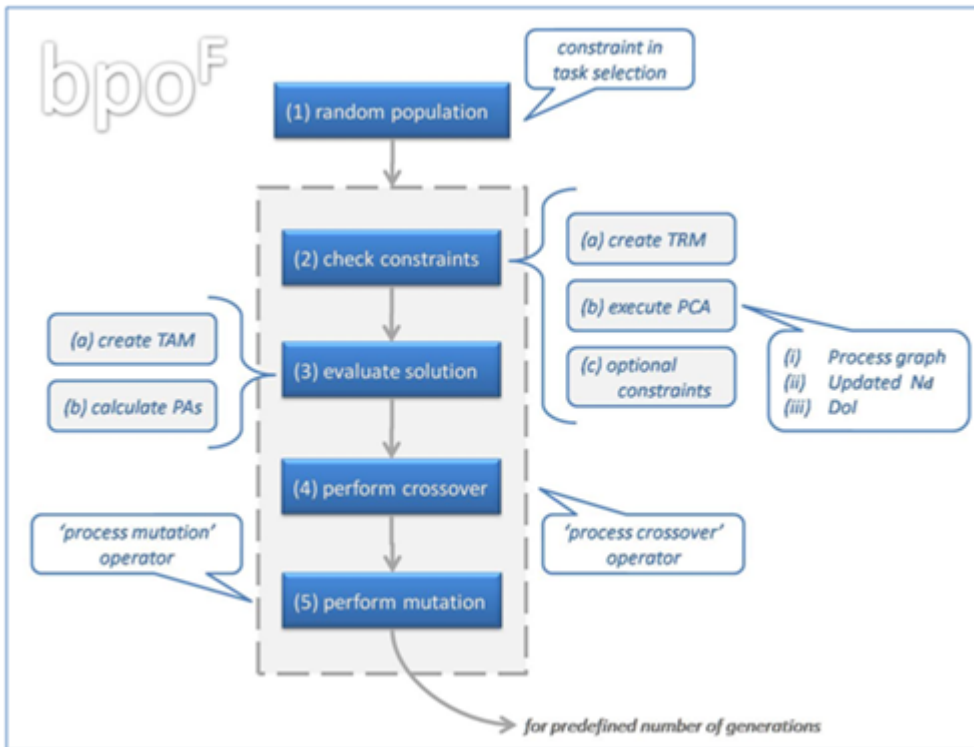 bpoF
constraint in
task selection
(1) random population
(2) check constraints
(a) create TRM
(b) execute PCA
(c) optional
constraints
(i) Process graph
(ii) Updated Nd
(iii) DoI
(a) create TAM
(b) calculate PAs
(3) evaluate solution
(4) perform crossover
'process crossover'
operator
'process mutation'
operator
(5) perform mutation
for predefined number of generations